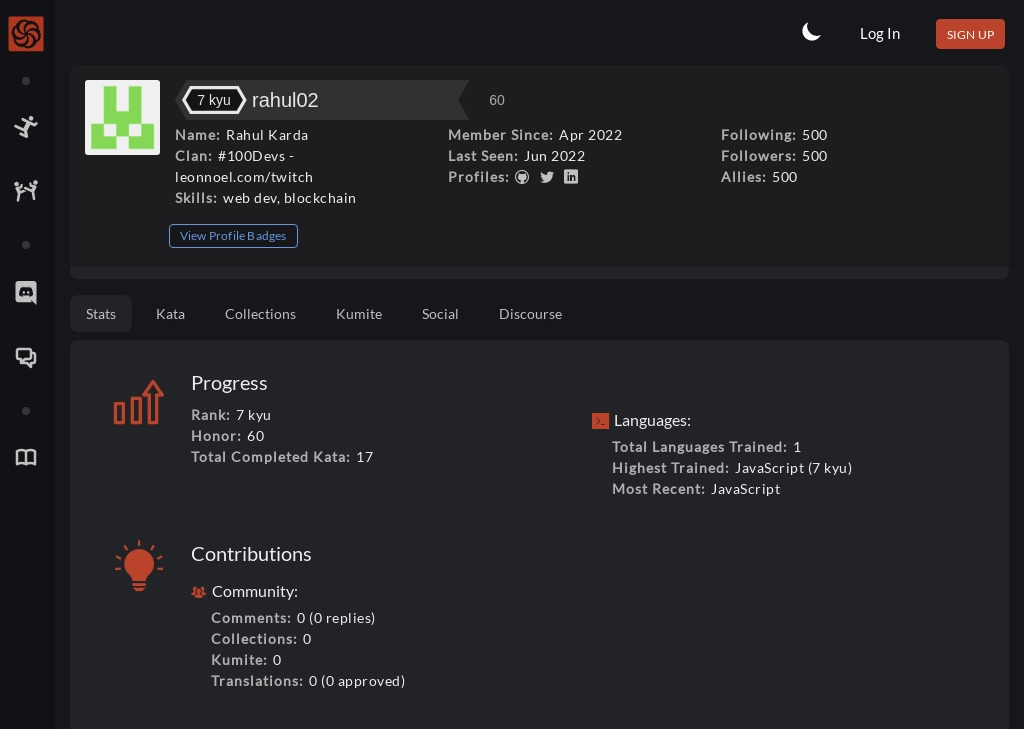 Log In
SIGN UP
7 kyu
rahul02
60
Name: Rahul Karda
Clan: #100Devs -
leonnoel.com/twitch
Skills: web dev, blockchain
Member Since: Apr 2022
Last Seen: Jun 2022
Profiles:
Following: 500
Followers: 500
Allies: 500
View Profile Badges
Stats
Kata
Collections
Kumite
Social
Discourse
Progress
Rank: 7 kyu
Honor: 60
Total Completed Kata: 17
Languages:
Total Languages Trained: 1
Highest Trained: JavaScript (7 kyu)
Most Recent: JavaScript
Contributions
Community:
Comments: 0 (0 replies)
Collections: 0
Kumite: 0
Translations: 0 (0 approved)